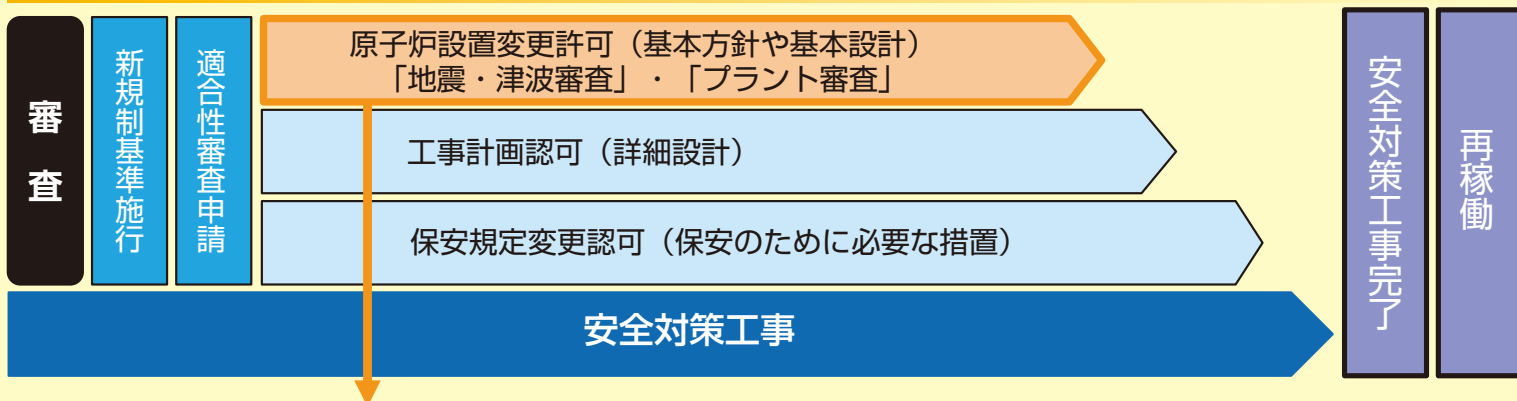 審査
新規制基準施行
適合性審査申請
原子炉設置変更許可（基本方針や基本設計）
「地震・津波審査」・「プラント審査」
工事計画認可（詳細設計）
保安規定変更認可（保安のために必要な措置）
安全対策工事
安全対策工事完了
再稼働